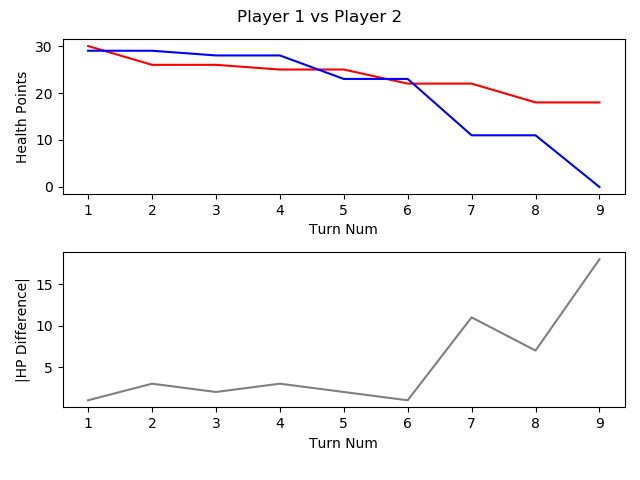 Player 1 vs Player 2
30
20
10
0
Health Points
1 2 3 4 5 6 7 8 9
Turn Num
15
10
5
|HP Difference|
1 2 3 4 5 6 7 8 9
Turn Num